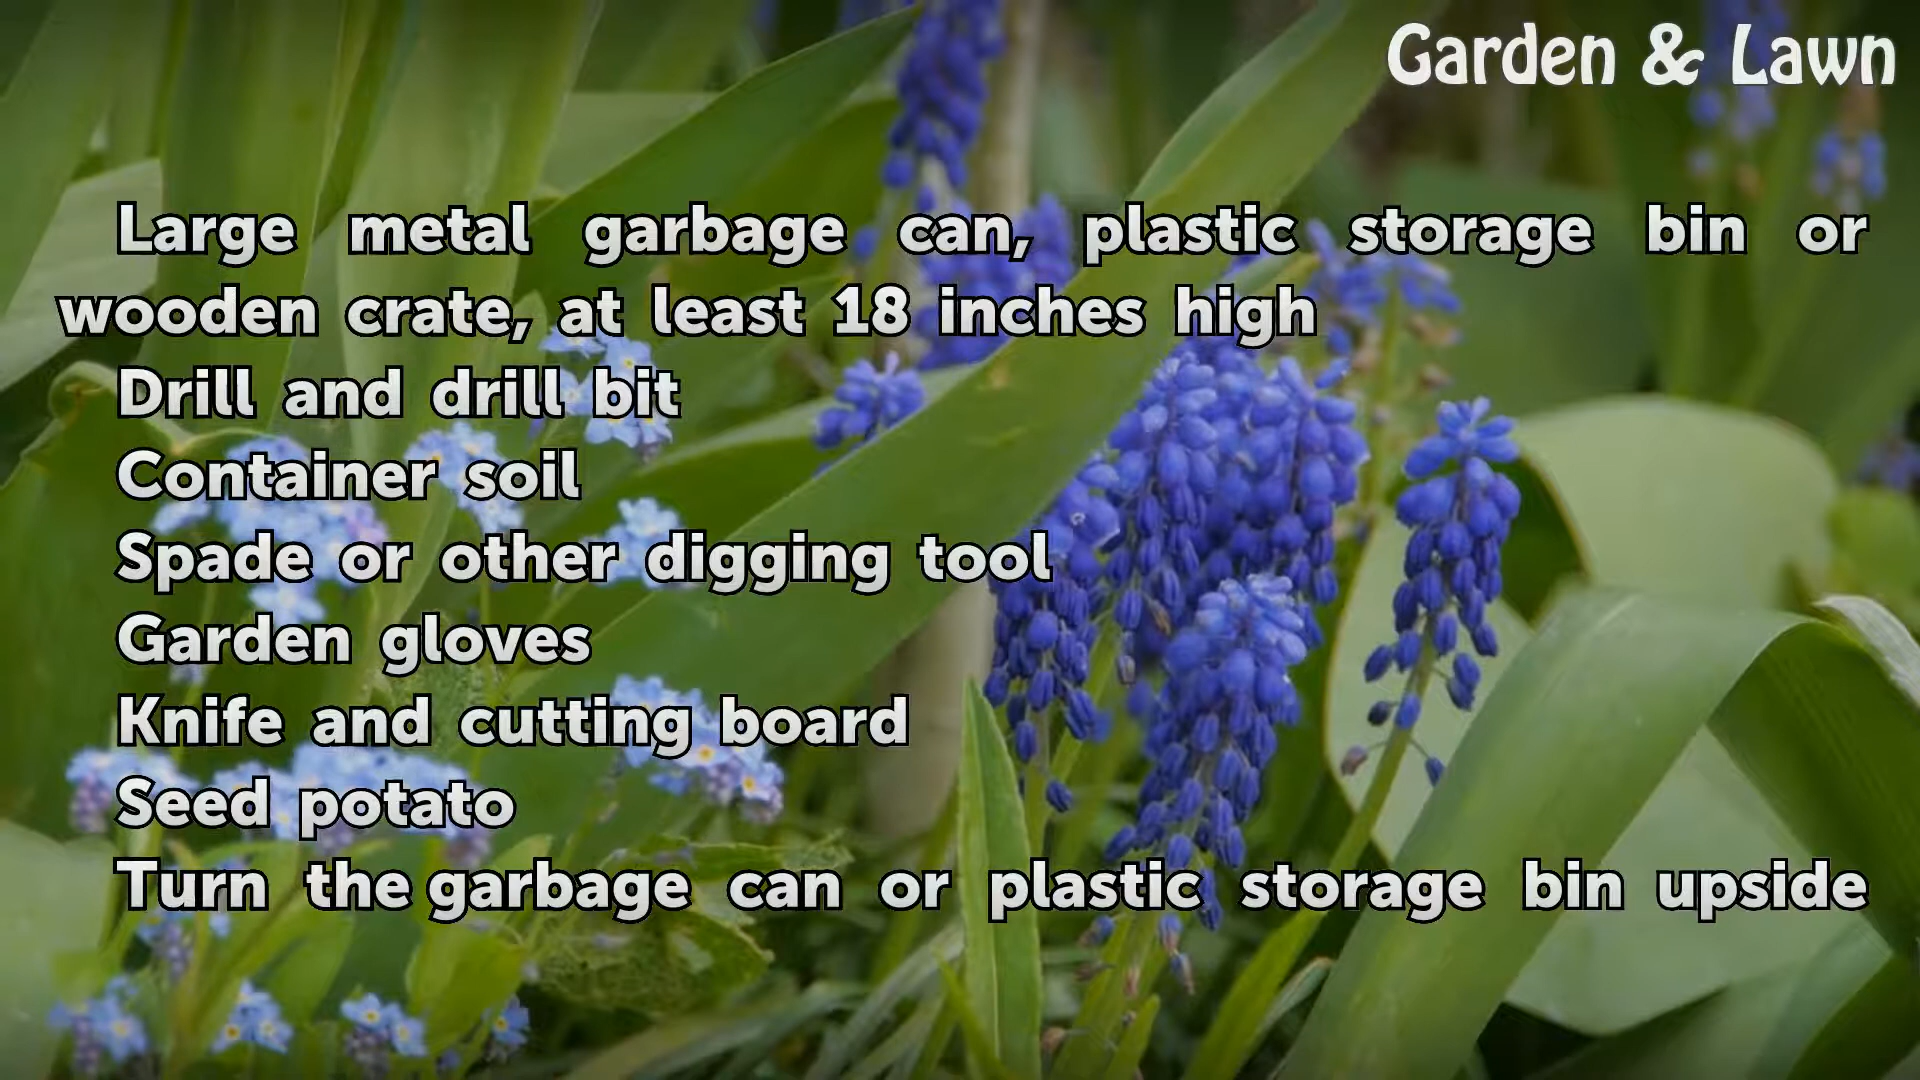 Garden & Lawn
Large metal garbage can, plastic storage bin or
wooden crate, at least 18 inches high
Drill and drill bit
Container soil
Spade or other digging tool
Garden gloves
Knife and cutting board
Seed potato
Turn the garbage can or plastic storage bin upside